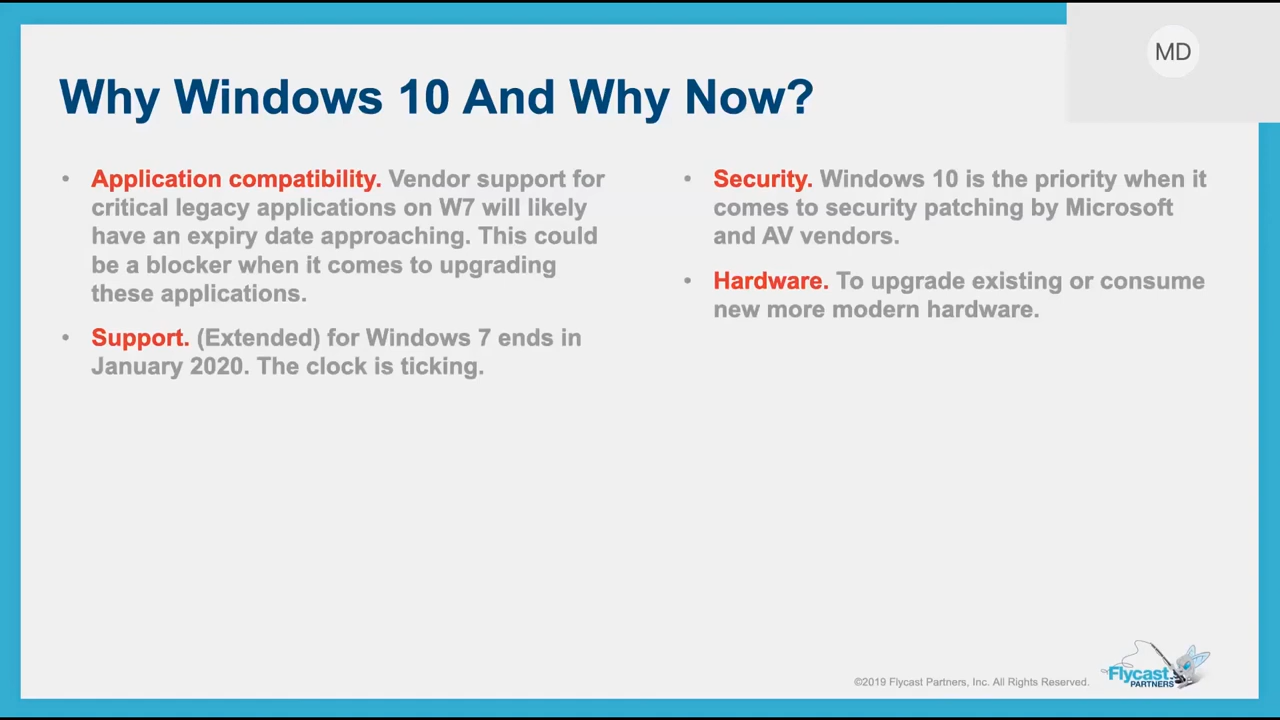 MD
Why Windows 10 And Why Now?
• Application compatibility. Vendor support for
critical legacy applications on W7 will likely
have an expiry date approaching. This could
be a blocker when it comes to upgrading
these applications.
• Support. (Extended) for Windows 7 ends in
January 2020. The clock is ticking.
• Security. Windows 10 is the priority when it
comes to security patching by Microsoft
and AV vendors.
• Hardware. To upgrade existing or consume
new more modern hardware.
©2019 Flycast Partners, Inc. All Rights Reserved.
Flycast
PARTNERS